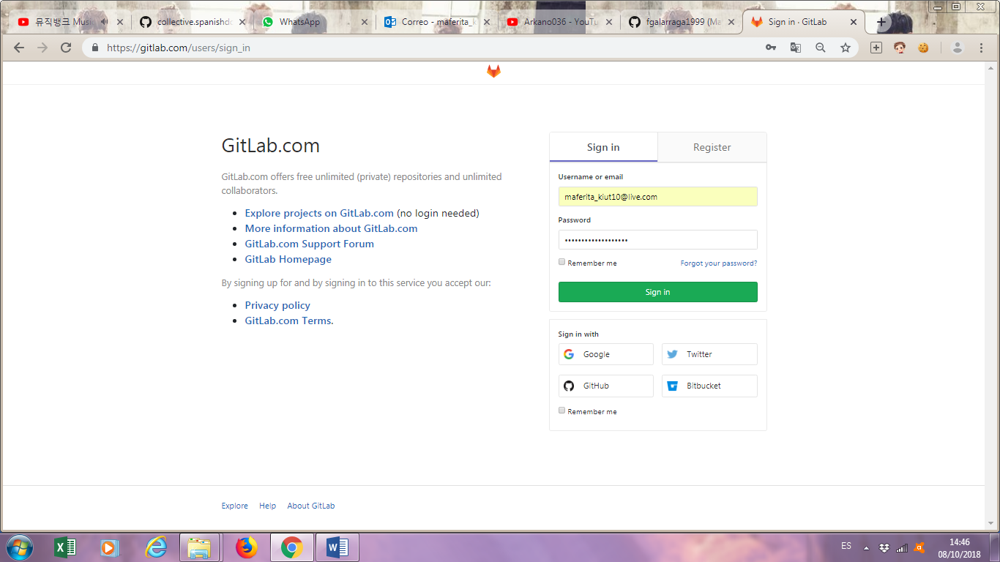 뮤직뱅크 Musi
collective.spanishdo
WhatsApp
Correo - maferita_k
Arkano036 - YouTu
fgalarraga1999 (Ma
Sign in · GitLab
https://gitlab.com/users/sign_in
GitLab.com
GitLab.com offers free unlimited (private) repositories and unlimited
collaborators.
Explore projects on GitLab.com (no login needed)
More information about GitLab.com
GitLab.com Support Forum
GitLab Homepage
By signing up for and by signing in to this service you accept our:
Privacy policy
GitLab.com Terms.
Sign in
Register
Username or email
maferita_kiut10@live.com
Password
•••••••••••••••••••
Remember me
Forgot your password?
Sign in
Sign in with
Google
Twitter
GitHub
Bitbucket
Remember me
Explore
Help
About GitLab
ES
14:46
08/10/2018